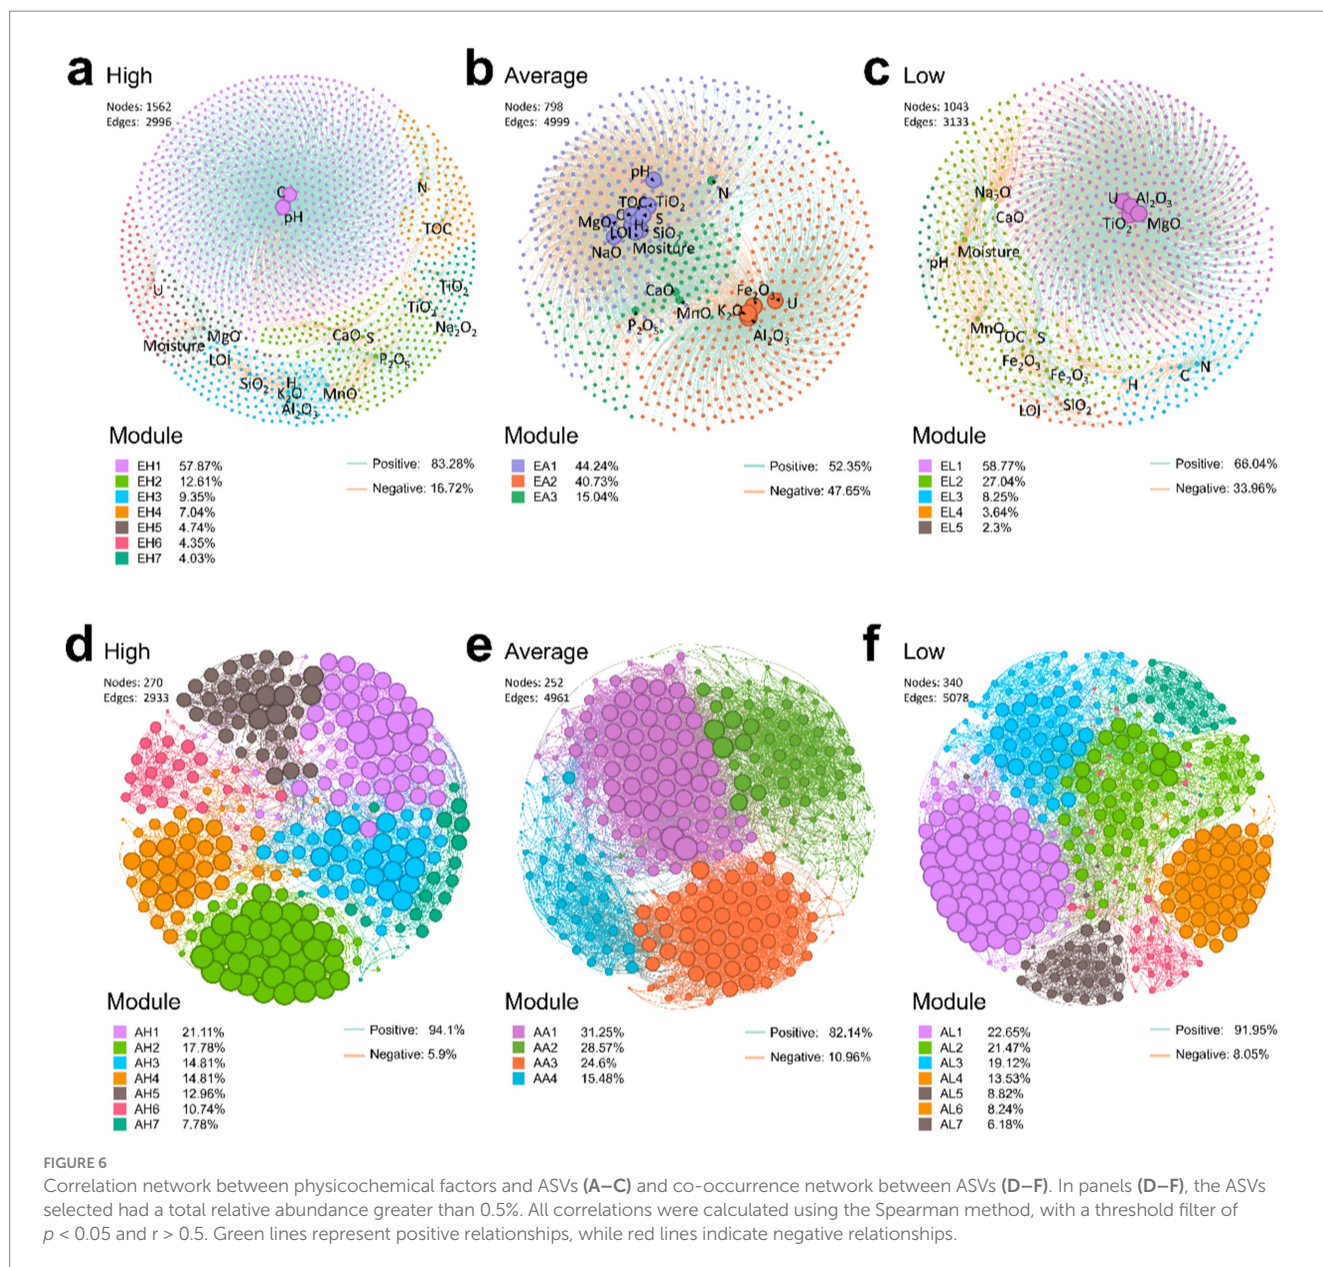 a High
Nodes: 1562
Edges: 2996
C
pH
N
TOC
U
TiO2
TiO2
Na2O2
MgO
Moisture
LOI
CaO S
P2O5
SiO2 H
K2O MnO
Al2O3
Module
EH1 57.87%
EH2 12.61%
EH3 9.35%
EH4 7.04%
EH5 4.74%
EH6 4.35%
EH7 4.03%
Positive: 83.28%
Negative: 16.72%
b Average
Nodes: 798
Edges: 4999
pH
N
TOC TiO2
MgO C S
H
LOI SiO2
NaO Mositure
CaO
Fe2O3 U
MnO K2O
P2O5
Al2O3
Module
EA1 44.24%
EA2 40.73%
EA3 15.04%
Positive: 52.35%
Negative: 47.65%
c Low
Nodes: 1043
Edges: 3133
Na2O
U Al2O3
CaO
TiO2 MgO
Moisture
pH
MnO
TOC S
Fe2O3
Fe2O3
H C N
LOI SIO2
Module
EL1 58.77%
EL2 27.04%
EL3 8.25%
EL4 3.64%
EL5 2.3%
Positive: 66.04%
Negative: 33.96%
d High
Nodes: 270
Edges: 2933
Module
AH1 21.11%
AH2 17.78%
AH3 14.81%
AH4 14.81%
AH5 12.96%
AH6 10.74%
AH7 7.78%
Positive: 94.1%
Negative: 5.9%
e Average
Nodes: 252
Edges: 4961
Module
AA1 31.25%
AA2 28.57%
AA3 24.6%
AA4 15.48%
Positive: 82.14%
Negative: 10.96%
f Low
Nodes: 340
Edges: 5078
Module
AL1 22.65%
AL2 21.47%
AL3 19.12%
AL4 13.53%
AL5 8.82%
AL6 8.24%
AL7 6.18%
Positive: 91.95%
Negative: 8.05%
FIGURE 6
Correlation network between physicochemical factors and ASVs (A–C) and co-occurrence network between ASVs (D–F). In panels (D–F), the ASVs
selected had a total relative abundance greater than 0.5%. All correlations were calculated using the Spearman method, with a threshold filter of
p < 0.05 and r > 0.5. Green lines represent positive relationships, while red lines indicate negative relationships.